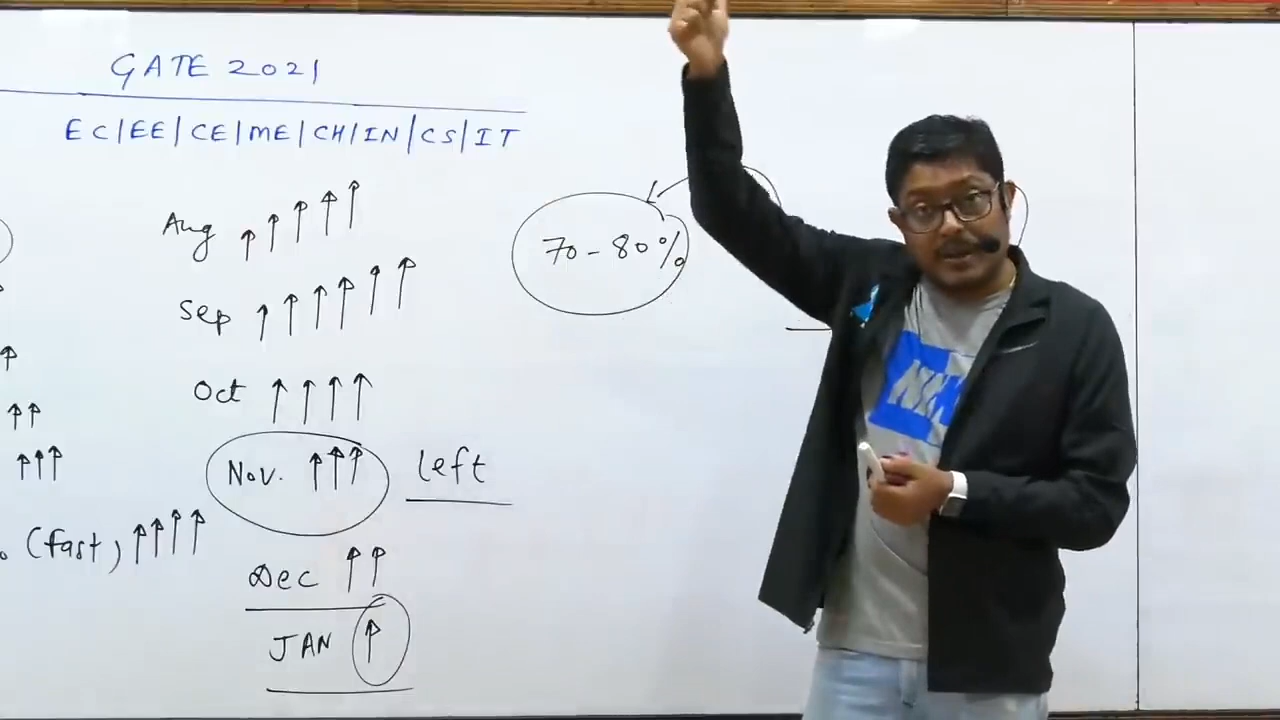 GATE 2021
EC|EE|CE|ME|CH|IN|CS|IT
Aug ↑↑↑↑↑
Sep ↑↑↑↑↑↑
Oct ↑↑↑↑
70-80%
Nov. ↑↑↑ left
(fast) ↑↑↑↑
Dec ↑↑
JAN ↑